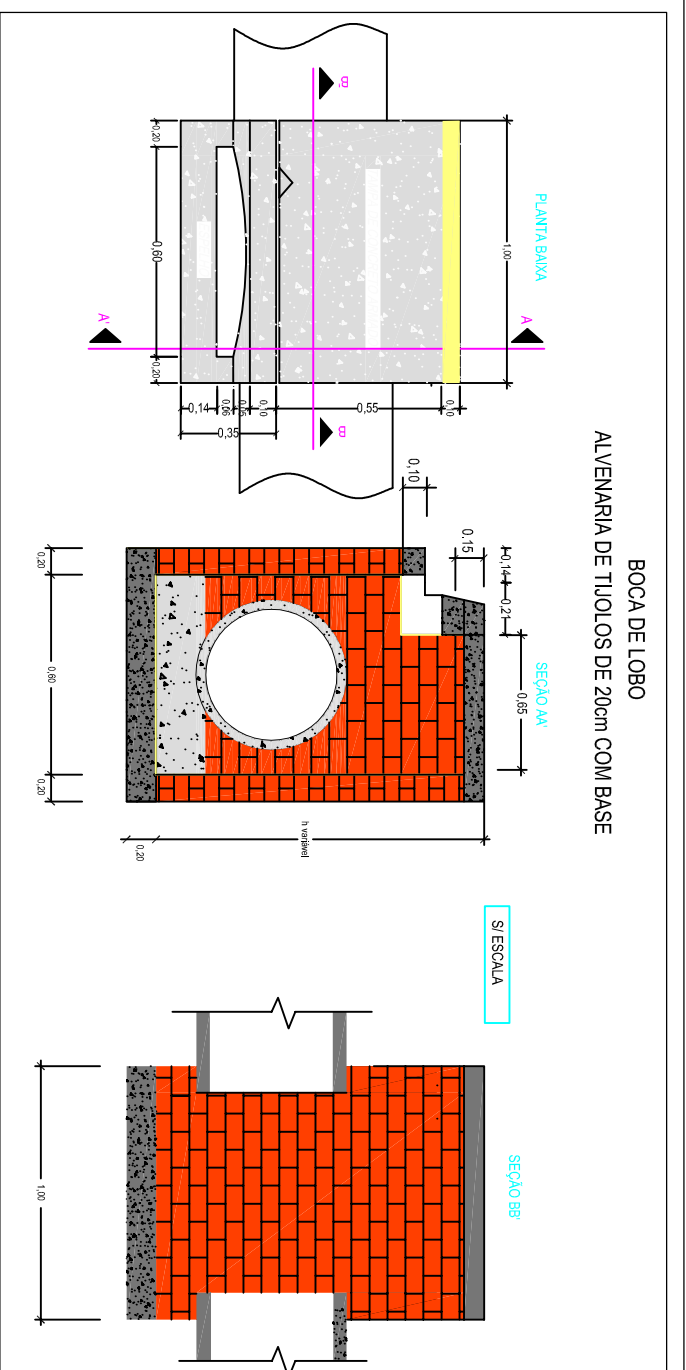 BOCA DE LOBO
ALVENARIA DE TIJOLOS DE 20cm COM BASE
PLANTA BAIXA
1,00
B'
B
A
A'
0,20
0,60
0,20
0,14
0,06
0,05
0,10
0,55
0,10
0,35
SEÇÃO AA'
0,10
0.15
0,14
0,21
0,65
0,20
0,60
0,20
h variável
0,20
S/ ESCALA
SEÇÃO BB'
1,00